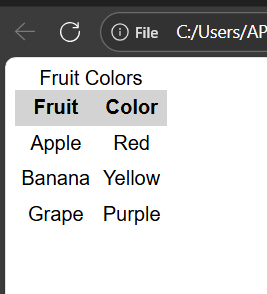 File C:/Users/AP
Fruit Colors
Fruit Color
Apple Red
Banana Yellow
Grape Purple